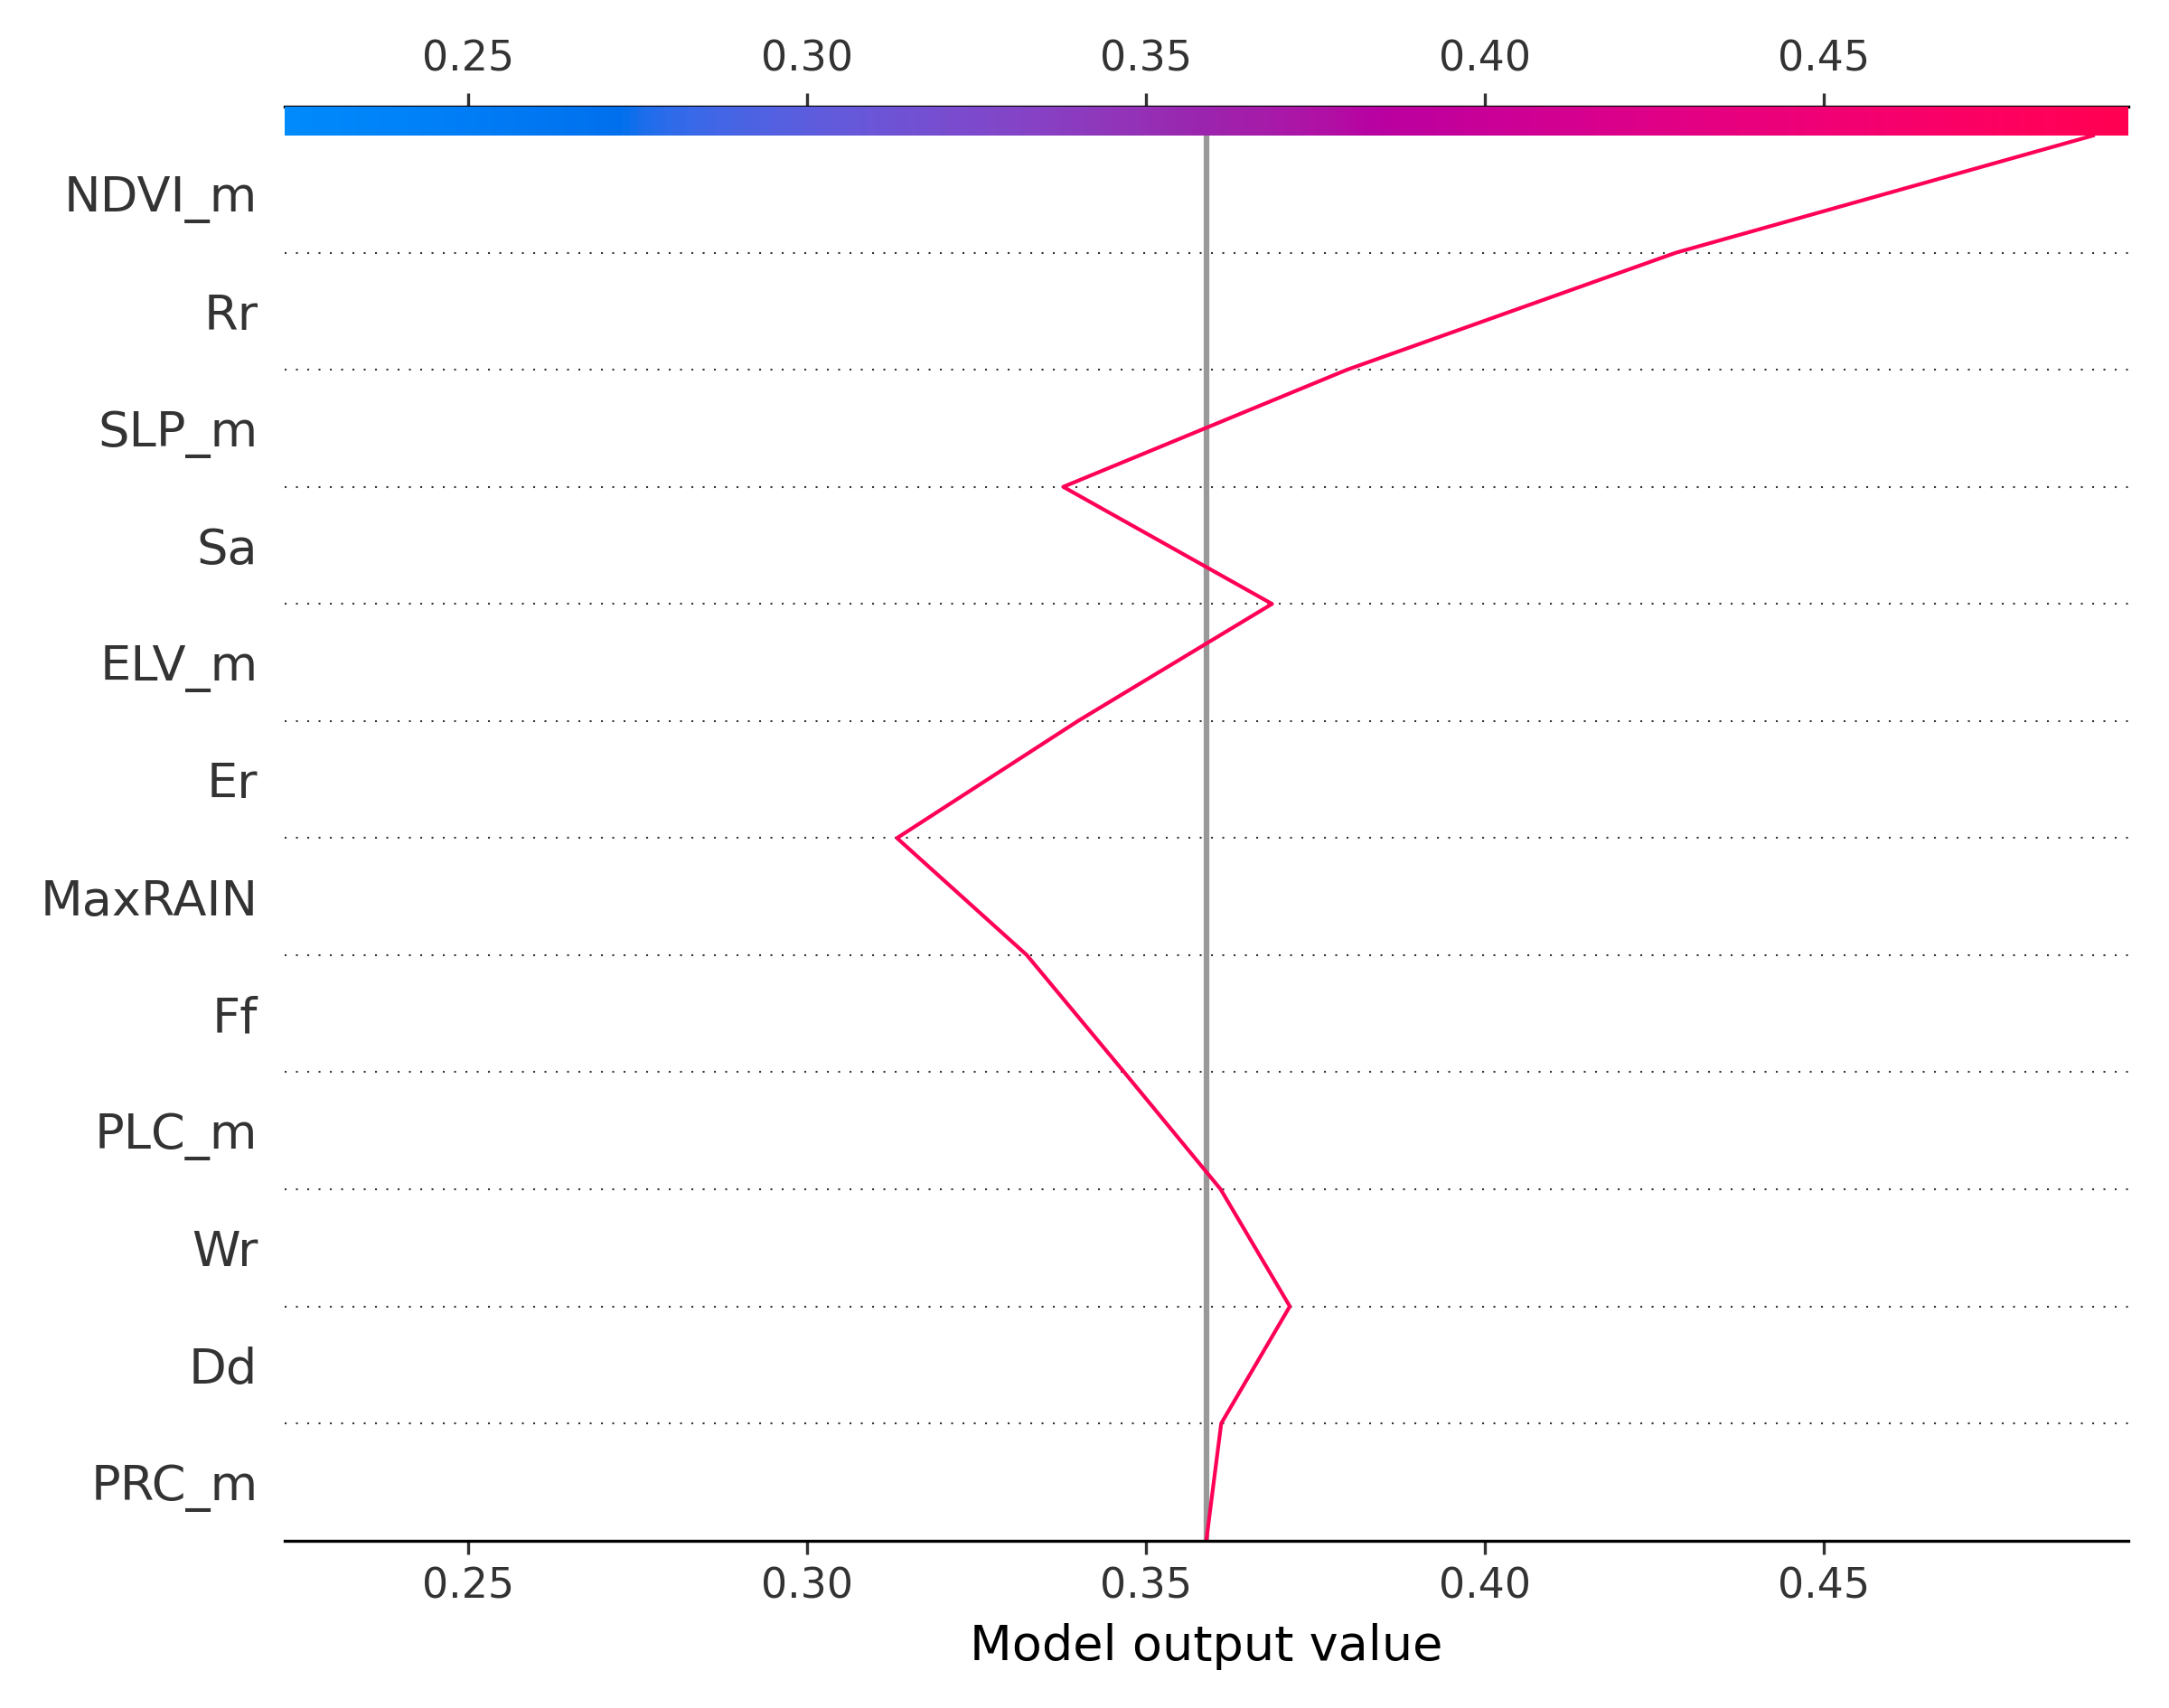 0.25 0.30 0.35 0.40 0.45
NDVI_m
Rr
SLP_m
Sa
ELV_m
Er
MaxRAIN
Ff
PLC_m
Wr
Dd
PRC_m
0.25 0.30 0.35 0.40 0.45
Model output value